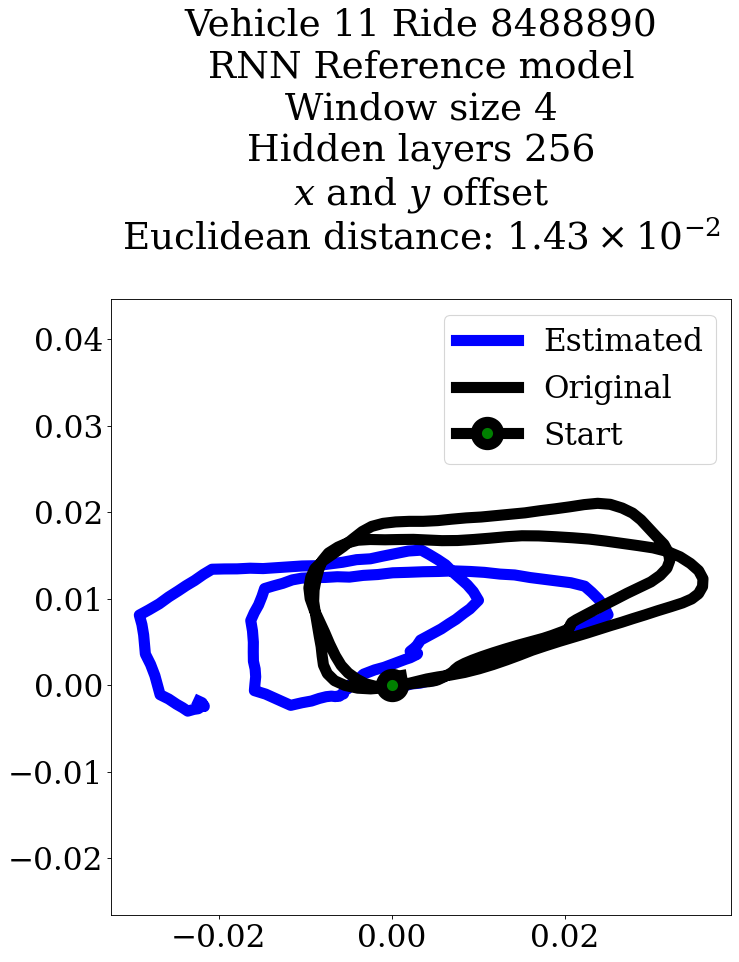 Vehicle 11 Ride 8488890
RNN Reference model
Window size 4
Hidden layers 256
x and y offset
Euclidean distance: 1.43 × 10⁻²
Estimated
Original
Start
0.04
0.03
0.02
0.01
0.00
−0.01
−0.02
−0.02 0.00 0.02